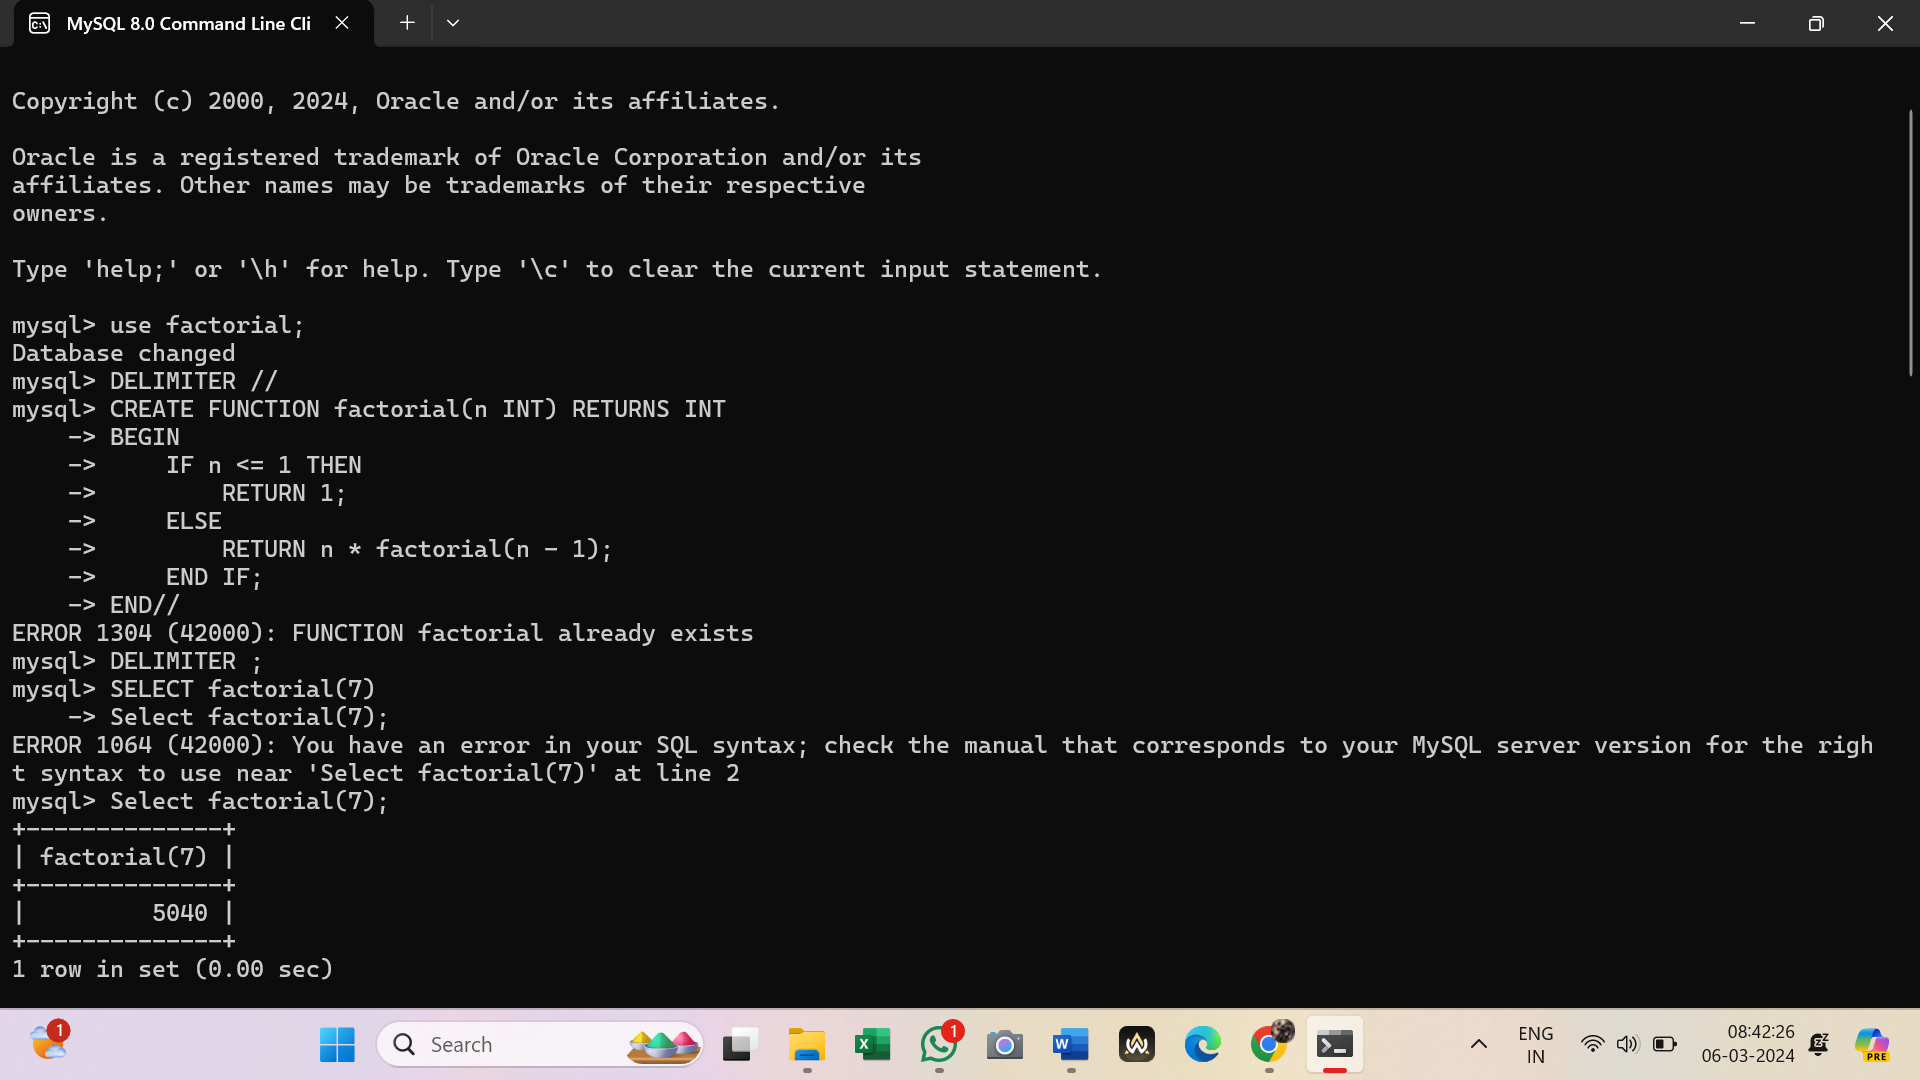 MySQL 8.0 Command Line Cli
Copyright (c) 2000, 2024, Oracle and/or its affiliates.
Oracle is a registered trademark of Oracle Corporation and/or its
affiliates. Other names may be trademarks of their respective
owners.
Type 'help;' or '\h' for help. Type '\c' to clear the current input statement.
mysql> use factorial;
Database changed
mysql> DELIMITER //
mysql> CREATE FUNCTION factorial(n INT) RETURNS INT
    -> BEGIN
    ->     IF n <= 1 THEN
    ->         RETURN 1;
    ->     ELSE
    ->         RETURN n * factorial(n - 1);
    ->     END IF;
    -> END//
ERROR 1304 (42000): FUNCTION factorial already exists
mysql> DELIMITER ;
mysql> SELECT factorial(7)
    -> Select factorial(7);
ERROR 1064 (42000): You have an error in your SQL syntax; check the manual that corresponds to your MySQL server version for the righ
t syntax to use near 'Select factorial(7)' at line 2
mysql> Select factorial(7);
+--------------+
| factorial(7) |
+--------------+
|         5040 |
+--------------+
1 row in set (0.00 sec)
1
Search
1
ENG
IN
08:42:26
06-03-2024
PRE